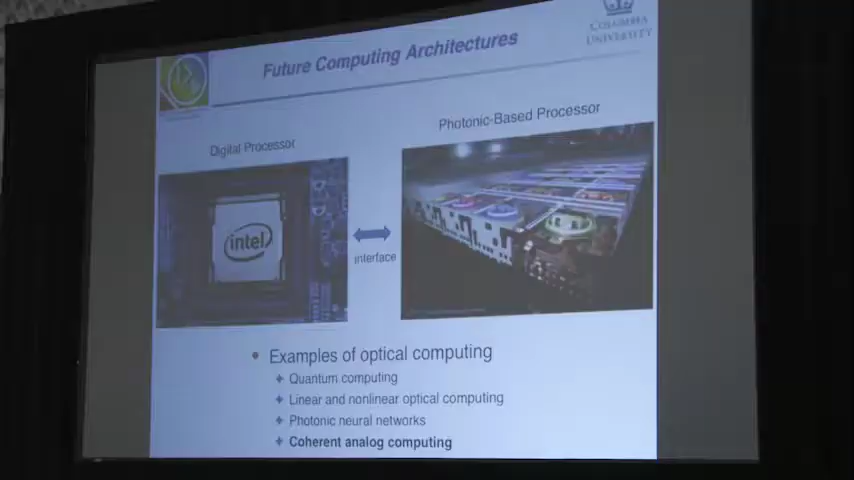 COLUMBIA
UNIVERSITY
Future Computing Architectures
Digital Processor
Photonic-Based Processor
intel
interface
• Examples of optical computing
✦ Quantum computing
✦ Linear and nonlinear optical computing
✦ Photonic neural networks
✦ Coherent analog computing